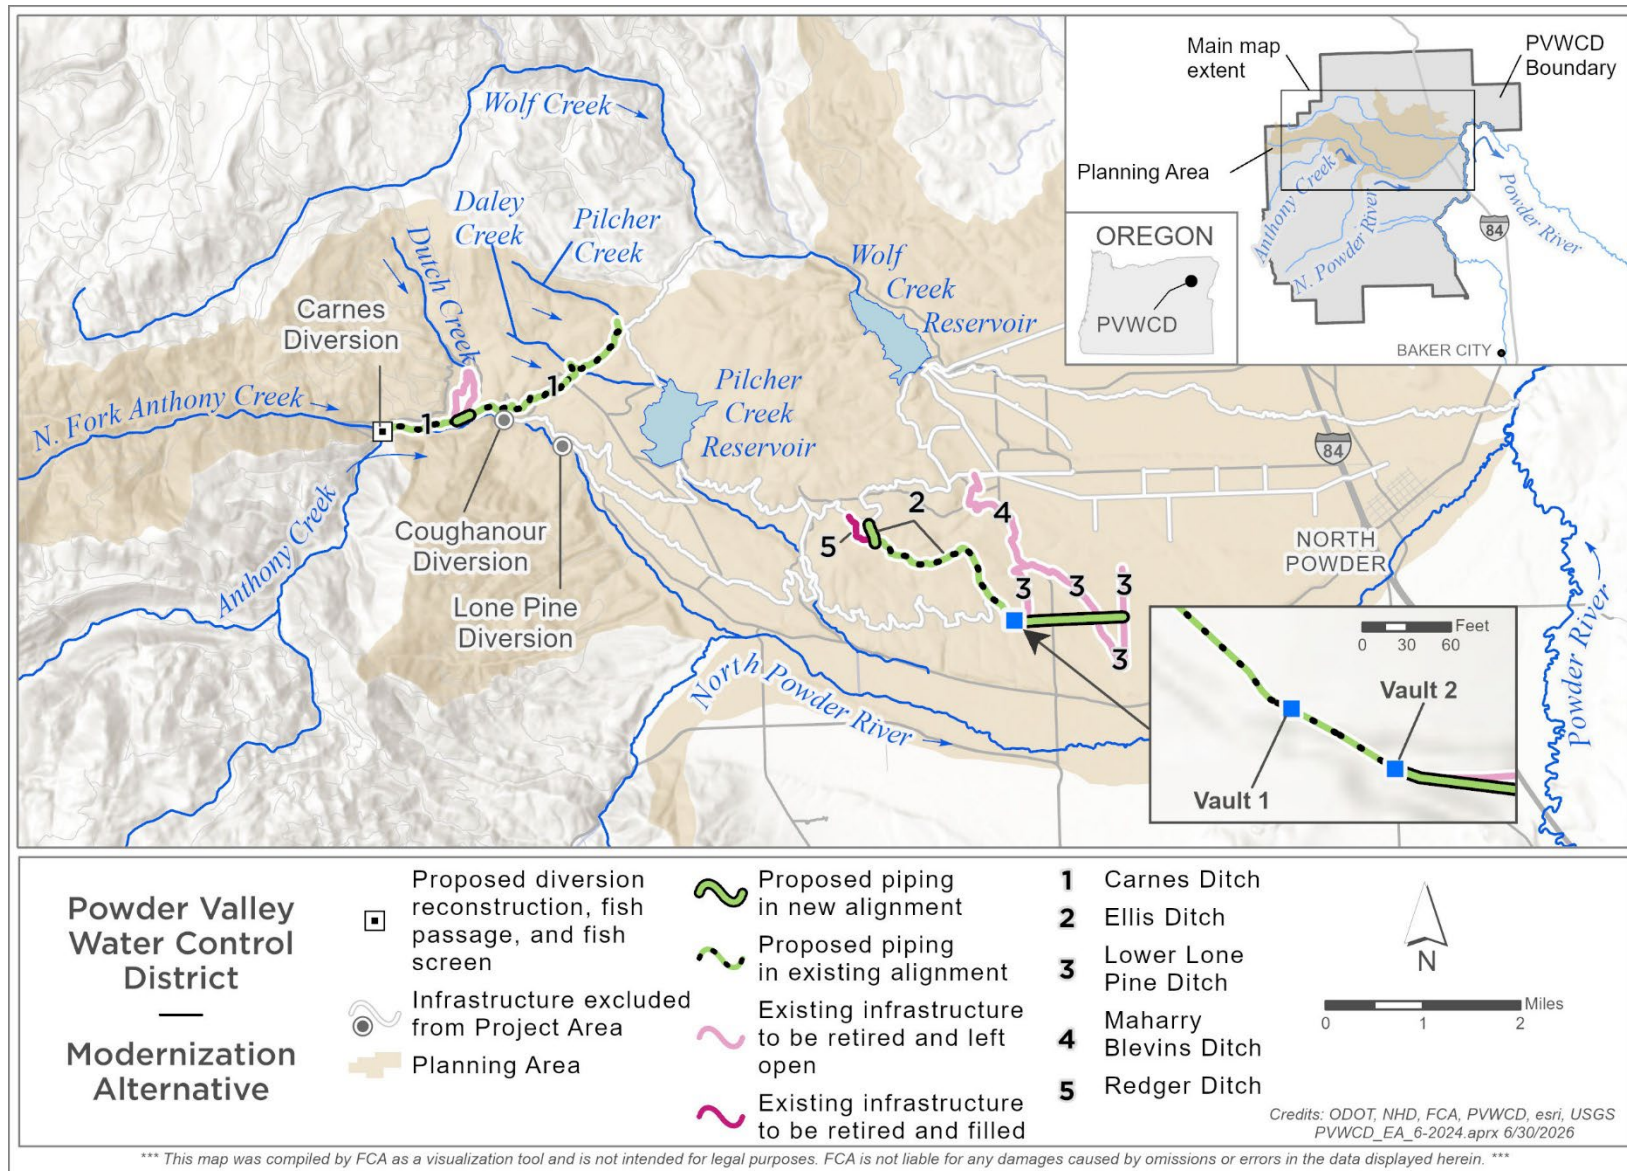 Wolf Creek
Daley
Creek
Pilcher
Creek
Dutch Creek
Carnes
Diversion
N. Fork Anthony Creek
Anthony Creek
Coughanour
Diversion
Lone Pine
Diversion
Wolf
Creek
Reservoir
Pilcher
Creek
Reservoir
North Powder River
NORTH
POWDER
84
Powder River
1
1
2
5
4
3
3
3
3
Main map
extent
PVWCD
Boundary
Planning Area
Anthony Creek
N. Powder River
Powder River
84
BAKER CITY
OREGON
PVWCD
Feet
0 30 60
Vault 1
Vault 2
Powder Valley
Water Control
District
Modernization
Alternative
Proposed diversion
reconstruction, fish
passage, and fish
screen
Infrastructure excluded
from Project Area
Planning Area
Proposed piping
in new alignment
Proposed piping
in existing alignment
Existing infrastructure
to be retired and left
open
Existing infrastructure
to be retired and filled
1 Carnes Ditch
2 Ellis Ditch
3 Lower Lone
Pine Ditch
4 Maharry
Blevins Ditch
5 Redger Ditch
N
Miles
0 1 2
Credits: ODOT, NHD, FCA, PVWCD, esri, USGS
PVWCD_EA_6-2024.aprx 6/30/2026
*** This map was compiled by FCA as a visualization tool and is not intended for legal purposes. FCA is not liable for any damages caused by omissions or errors in the data displayed herein. ***